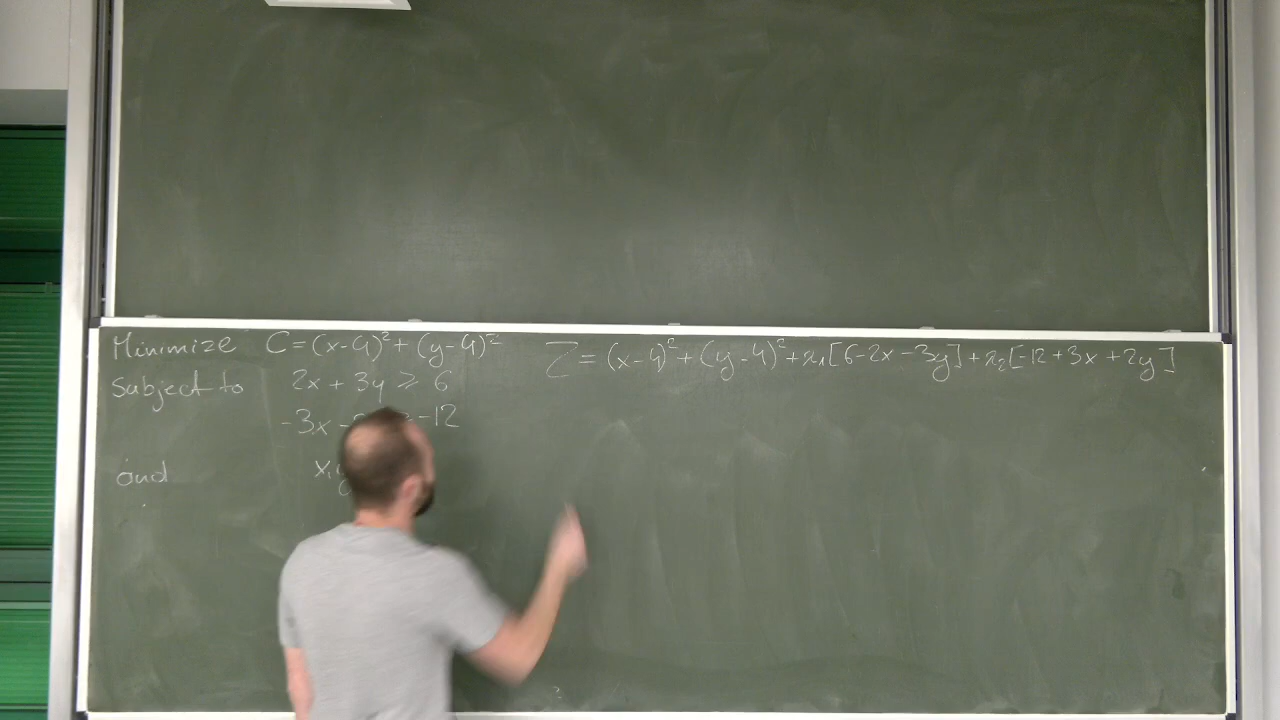 Minimize C=(x-4)²+(y-4)²
Subject to 2x+3y ⩾ 6
-3x - -12
and x,y
Z=(x-4)²+(y-4)²+λ₁[6-2x-3y]+λ₂[-12+3x+2y]